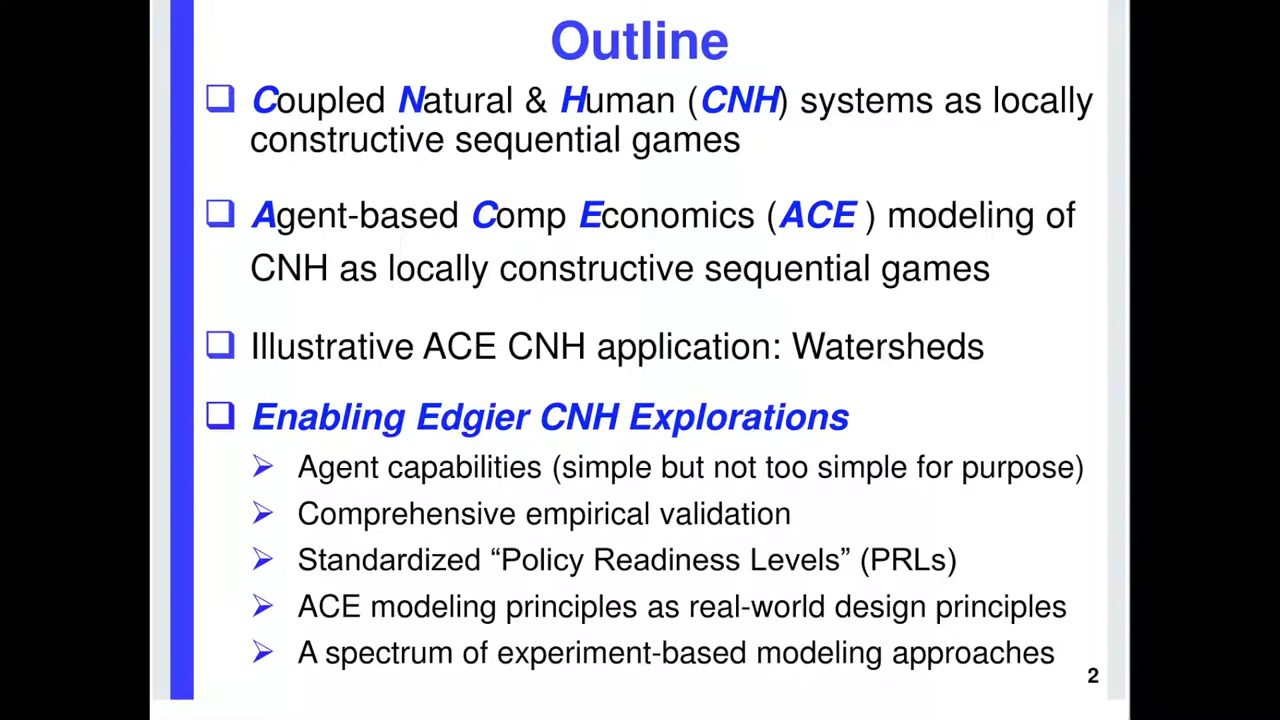 Outline
❑ Coupled Natural & Human (CNH) systems as locally
constructive sequential games
❑ Agent-based Comp Economics (ACE ) modeling of
CNH as locally constructive sequential games
❑ Illustrative ACE CNH application: Watersheds
❑ Enabling Edgier CNH Explorations
➢ Agent capabilities (simple but not too simple for purpose)
➢ Comprehensive empirical validation
➢ Standardized “Policy Readiness Levels” (PRLs)
➢ ACE modeling principles as real-world design principles
➢ A spectrum of experiment-based modeling approaches
2